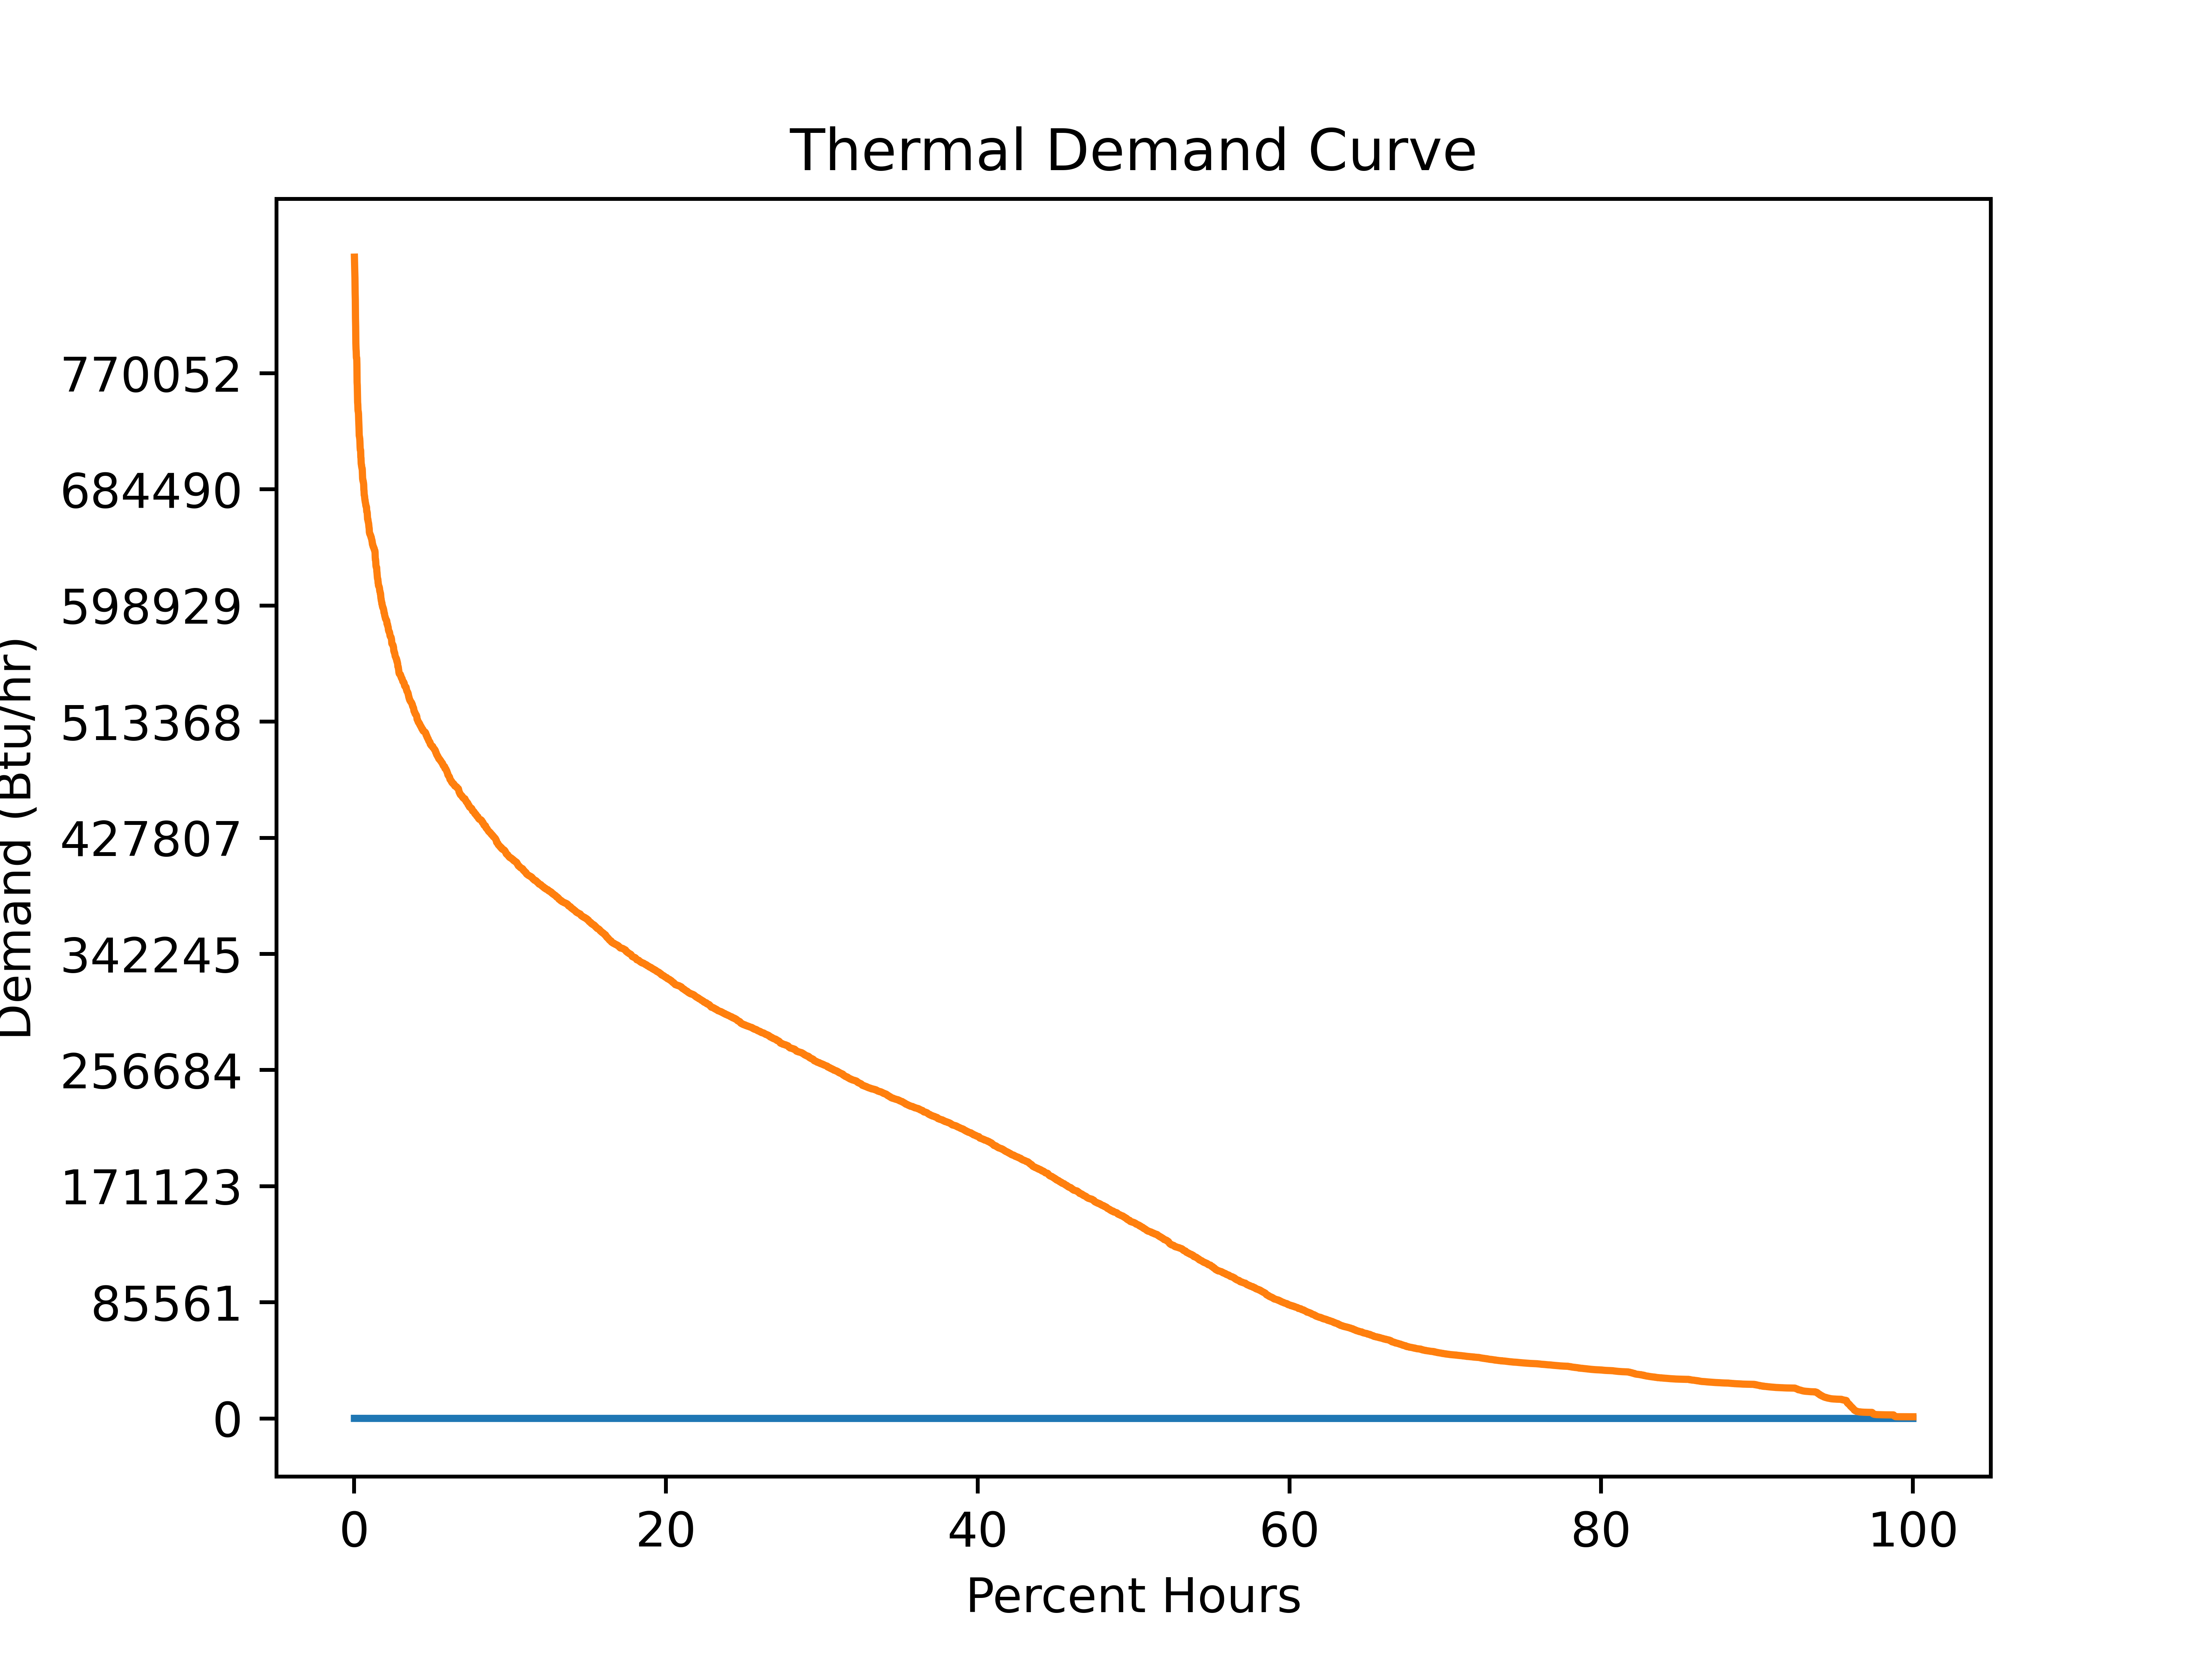 Thermal Demand Curve
770052
684490
598929
513368
427807
342245
256684
171123
85561
0
Demand (Btu/hr)
0 20 40 60 80 100
Percent Hours